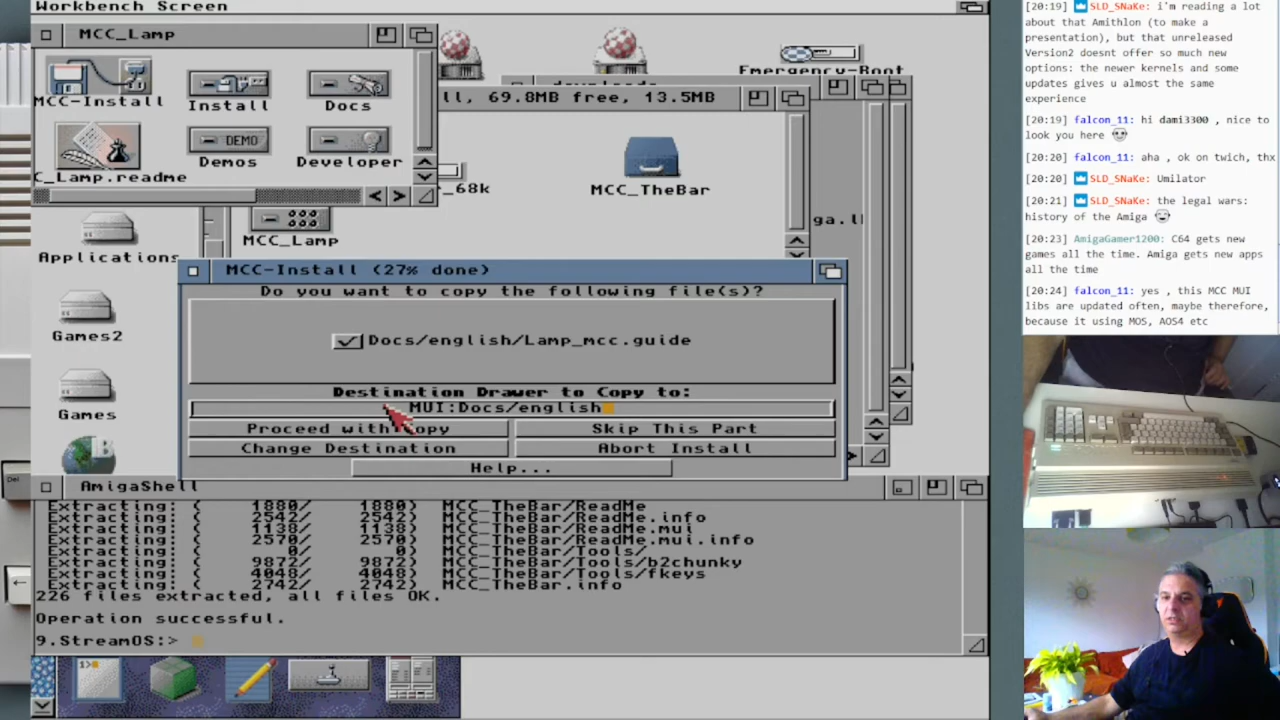 Workbench Screen
MCC_Lamp
MCC-Install
Install
Docs
C_Lamp.readme
DEMO
Demos
Developer
Emergency-Root
ll, 69.8MB free, 13.5MB
_68k
MCC_TheBar
MCC_Lamp
ga.l
Applications
Games2
Games
MCC-Install (27% done)
Do you want to copy the following file(s)?
Docs/english/Lamp_mcc.guide
Destination Drawer to Copy to:
MUI:Docs/english
Proceed with Copy
Skip This Part
Change Destination
Abort Install
Help...
AmigaShell
Extracting: ( 1880/ 1880) MCC_TheBar/ReadMe
Extracting: ( 2542/ 2542) MCC_TheBar/ReadMe.info
Extracting: ( 7138/ 7138) MCC_TheBar/ReadMe.mui
Extracting: ( 2570/ 2570) MCC_TheBar/ReadMe.mui.info
Extracting: ( 0/ 0) MCC_TheBar/Tools/
Extracting: ( 9872/ 9872) MCC_TheBar/Tools/b2chunky
Extracting: ( 4048/ 4048) MCC_TheBar/Tools/fkeys
Extracting: ( 2742/ 2742) MCC_TheBar.info
226 files extracted, all files OK.
Operation successful.
9.StreamOS:>
1>
[20:19] SLD_SNaKe: i'm reading a lot
about that Amithlon (to make a
presentation), but that unreleased
Version2 doesnt offer so much new
options: the newer kernels and some
updates gives u almost the same
experience
[20:19] falcon_11: hi dami3300 , nice to
look you here
[20:20] falcon_11: aha , ok on twich, thx
[20:20] SLD_SNaKe: Umilator
[20:21] SLD_SNaKe: the legal wars:
history of the Amiga
[20:23] AmigaGamer1200: C64 gets new
games all the time. Amiga gets new apps
all the time
[20:24] falcon_11: yes , this MCC MUI
libs are updated often, maybe therefore,
because it using MOS, AOS4 etc
Del